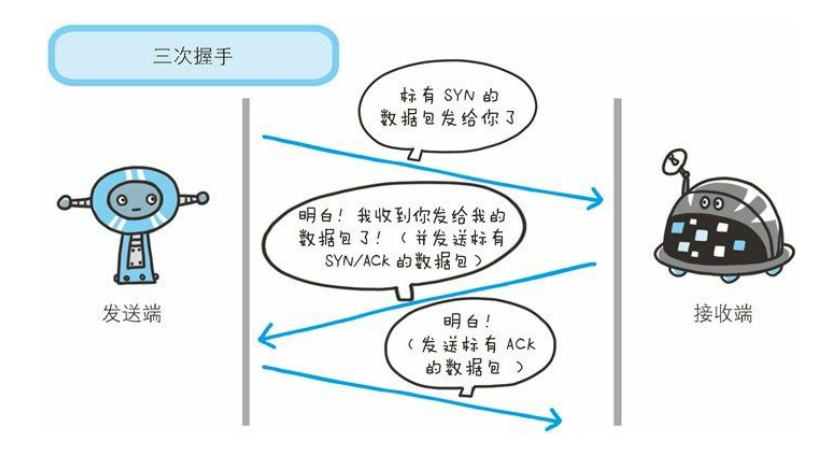 三次握手
标有 SYN 的
数据包发给你了
明白！我收到你发给我的
数据包了！（并发送标有
SYN/ACK 的数据包）
明白！
（发送标有 ACK
的数据包 ）
发送端
接收端